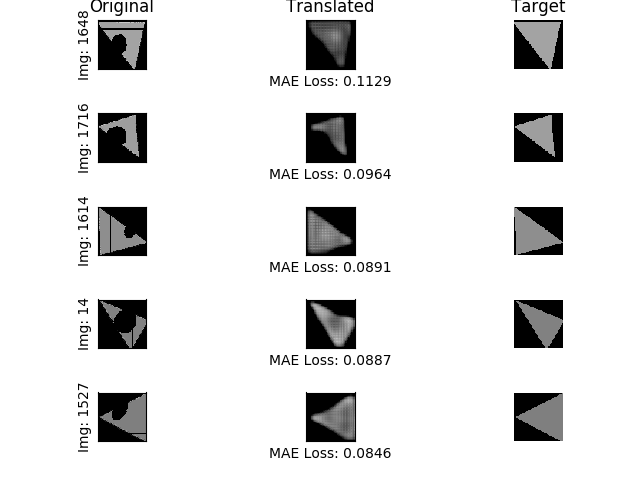 Original Translated Target
Img: 1648
MAE Loss: 0.1129
Img: 1716
MAE Loss: 0.0964
Img: 1614
MAE Loss: 0.0891
Img: 14
MAE Loss: 0.0887
Img: 1527
MAE Loss: 0.0846